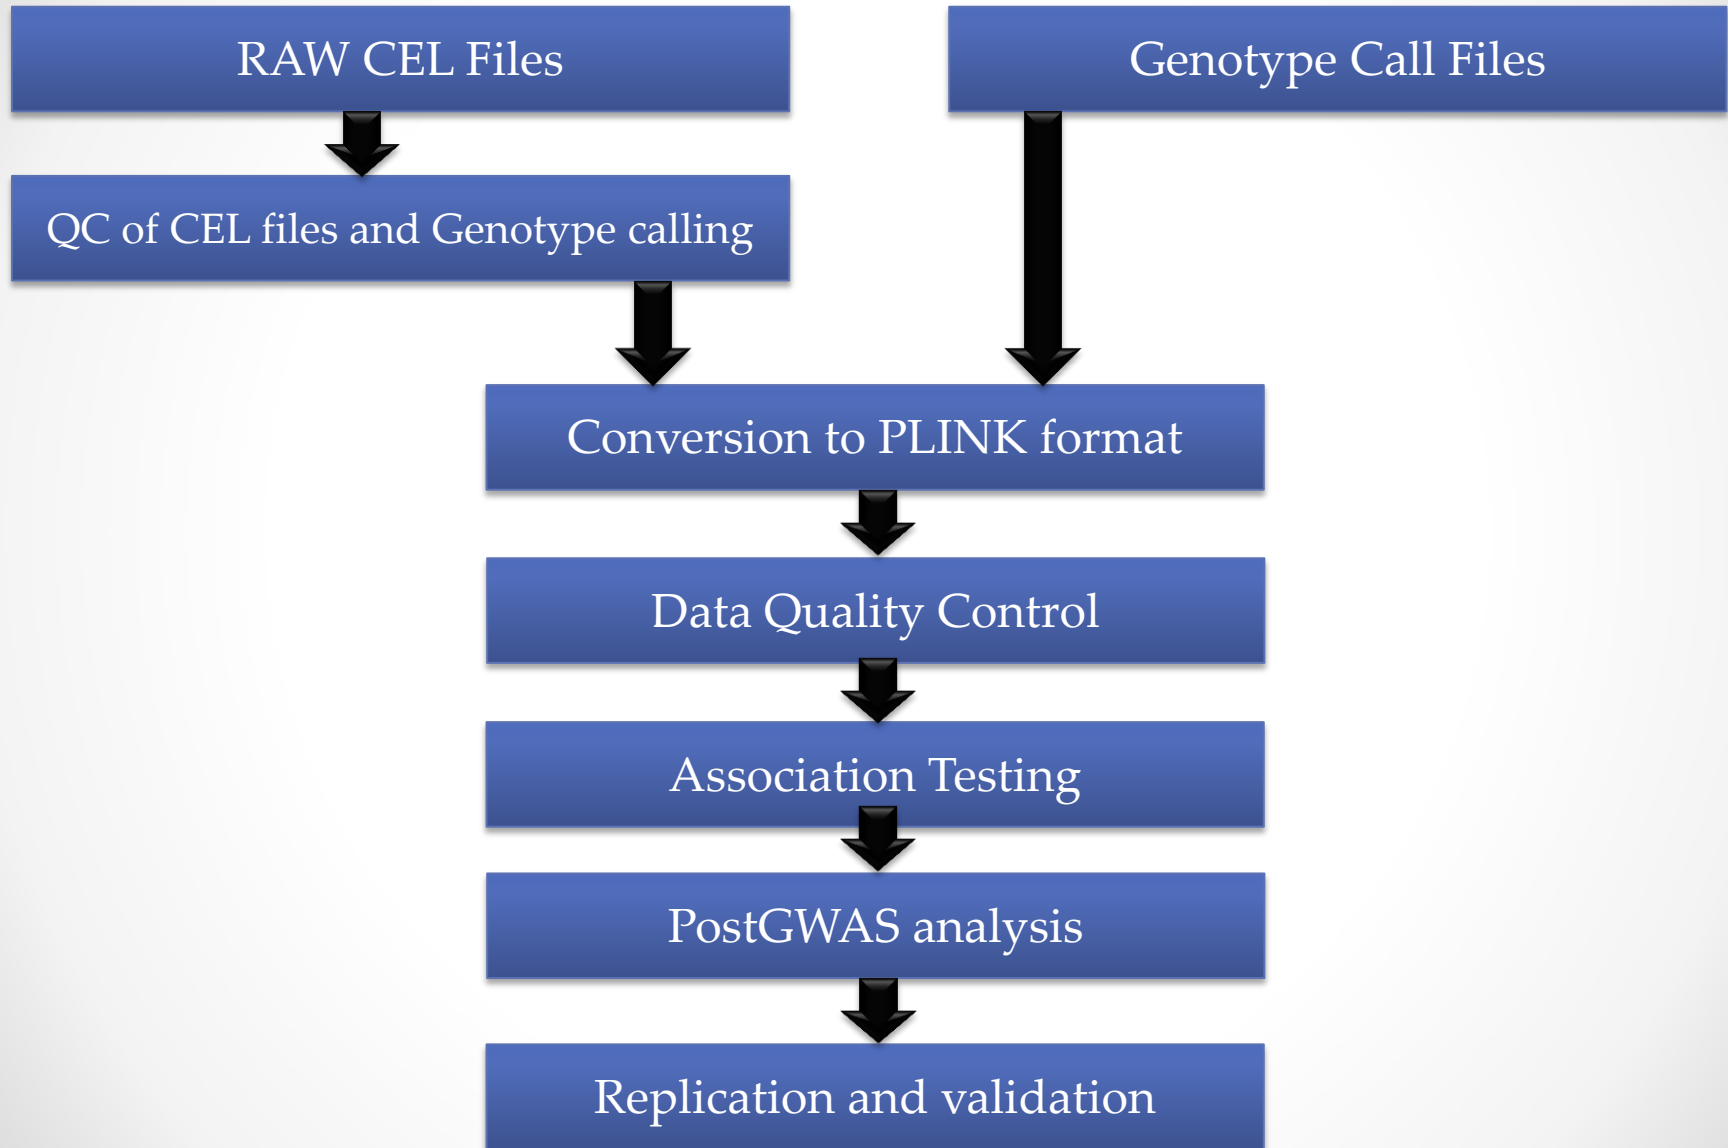 RAW CEL Files
Genotype Call Files
QC of CEL files and Genotype calling
Conversion to PLINK format
Data Quality Control
Association Testing
PostGWAS analysis
Replication and validation